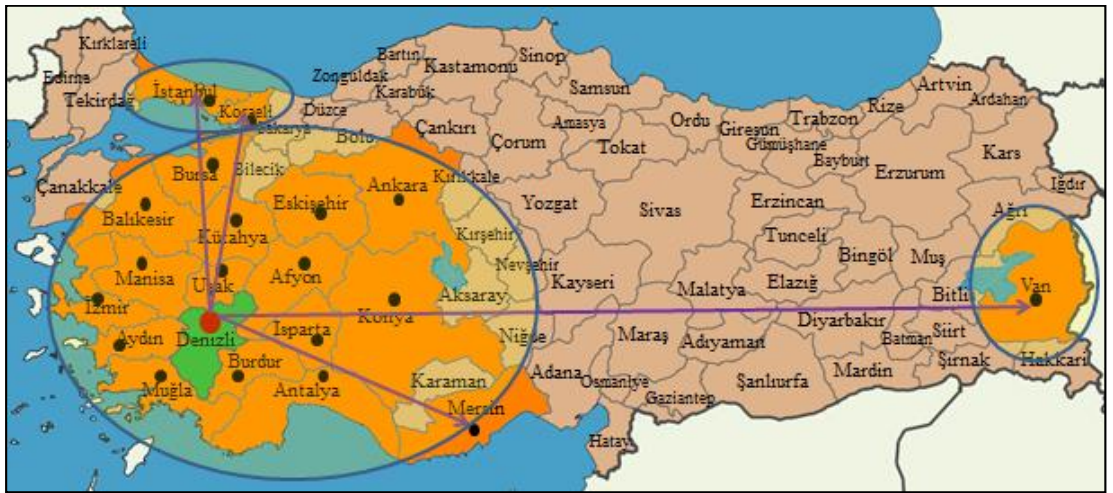 Kırklareli
Edirne
Tekirdağ
İstanbul
Kocaeli
Sakarya
Düzce
Zonguldak
Bartın
Karabük
Kastamonu
Sinop
Samsun
Çankırı
Çorum
Amasya
Tokat
Ordu
Giresun
Gümüşhane
Trabzon
Bayburt
Rize
Artvin
Ardahan
Kars
Iğdır
Ağrı
Erzurum
Erzincan
Sivas
Yozgat
Kırıkkale
Ankara
Bolu
Bilecik
Bursa
Çanakkale
Balıkesir
Kütahya
Eskişehir
Kırşehir
Nevşehir
Kayseri
Malatya
Elazığ
Tunceli
Bingöl
Muş
Bitli
Van
Hakkari
Şırnak
Siirt
Batman
Diyarbakır
Mardin
Şanlıurfa
Adıyaman
Maraş
Gaziantep
Osmaniye
Hatay
Adana
Niğde
Aksaray
Konya
Karaman
Mersin
Antalya
Isparta
Burdur
Afyon
Uşak
Manisa
İzmir
Aydın
Denizli
Muğla